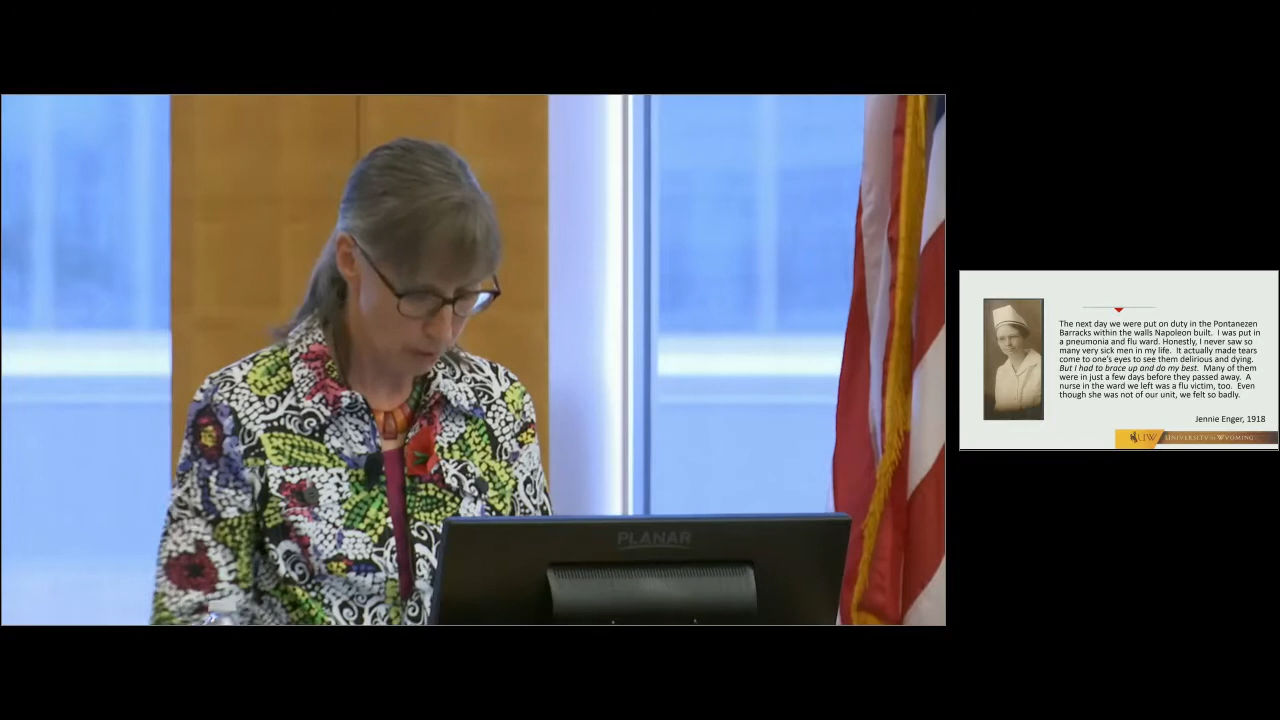 PLANAR
The next day we were put on duty in the Pontanezen
Barracks within the walls Napoleon built.  I was put in
a pneumonia and flu ward. Honestly, I never saw so
many very sick men in my life.  It actually made tears
come to one's eyes to see them delirious and dying.
But I had to brace up and do my best.  Many of them
were in just a few days before they passed away.  A
nurse in the ward we left was a flu victim, too.  Even
though she was not of our unit, we felt so badly.
Jennie Enger, 1918
UW UNIVERSITY OF WYOMING